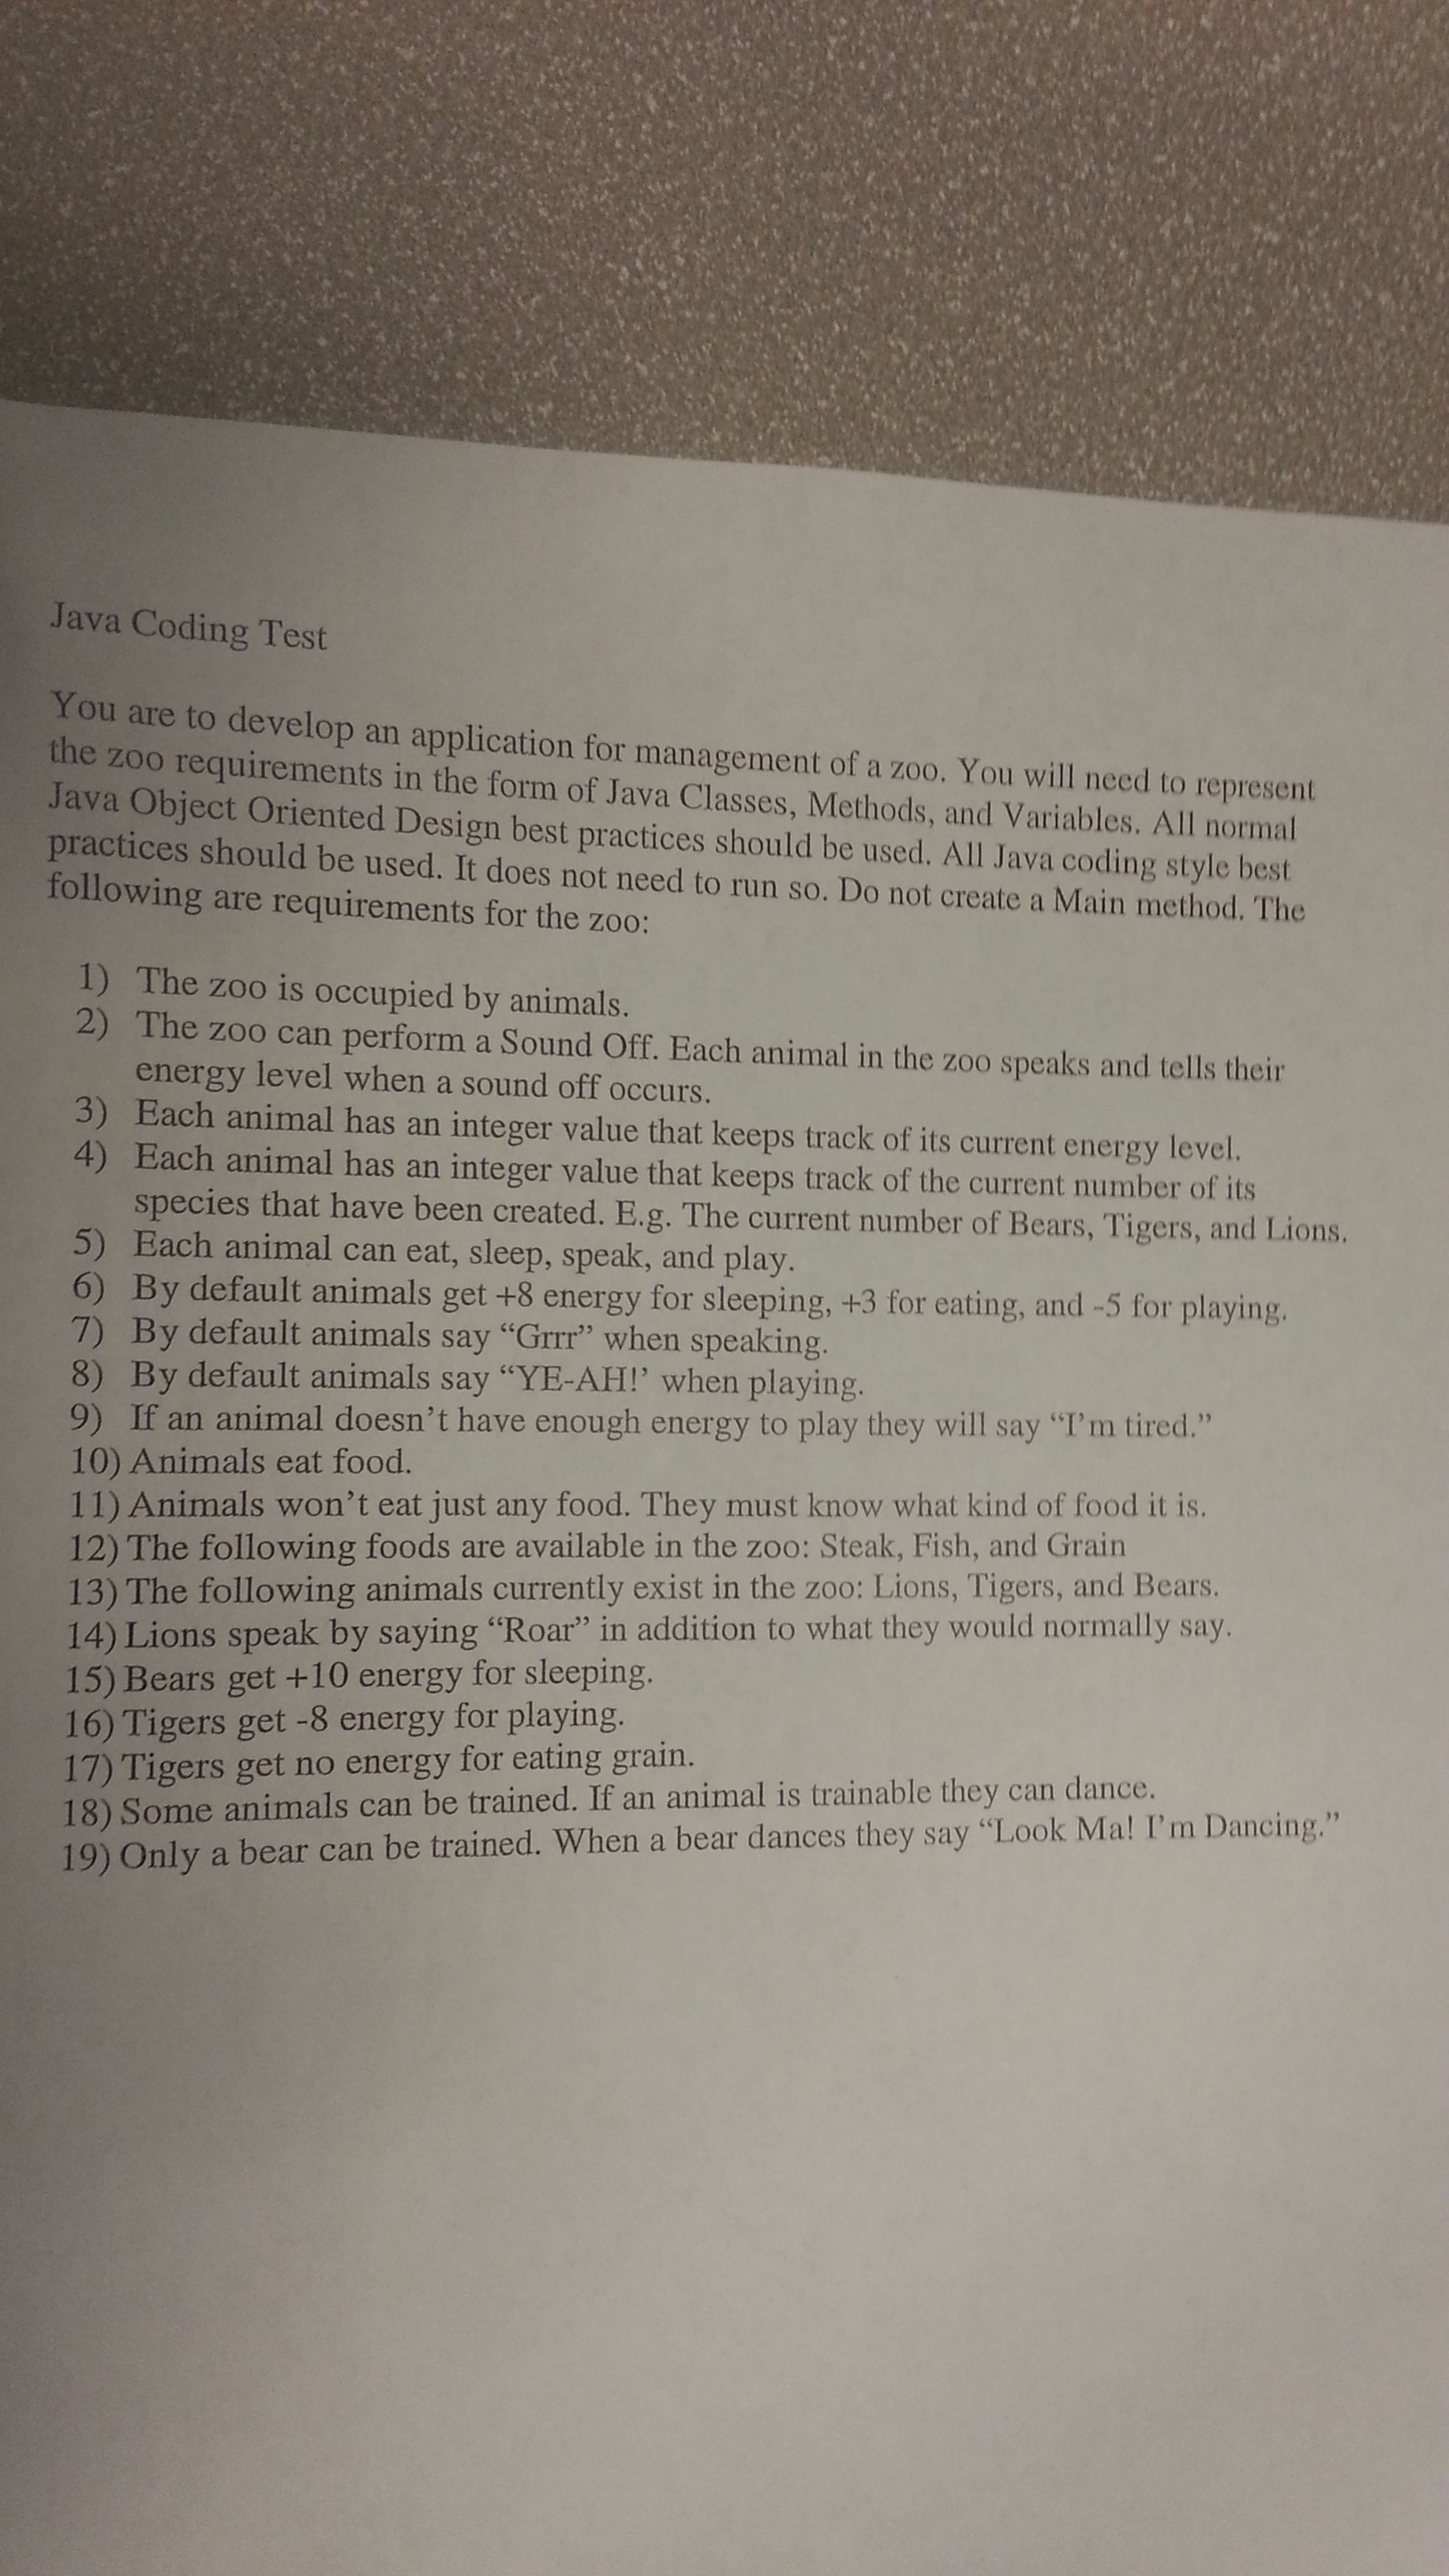 Java Coding Test
You are to develop an application for management of a zoo. You will need to represent
the zoo requirements in the form of Java Classes, Methods, and Variables. All normal
Java Object Oriented Design best practices should be used. All Java coding style best
practices should be used. It does not need to run so. Do not create a Main method. The
following are requirements for the zoo:
1) The zoo is occupied by animals.
2) The zoo can perform a Sound Off. Each animal in the zoo speaks and tells their
energy level when a sound off occurs.
3) Each animal has an integer value that keeps track of its current energy level.
4) Each animal has an integer value that keeps track of the current number of its
species that have been created. E.g. The current number of Bears, Tigers, and Lions.
5) Each animal can eat, sleep, speak, and play.
6) By default animals get +8 energy for sleeping, +3 for eating, and -5 for playing.
7) By default animals say “Grrr” when speaking.
8) By default animals say “YE-AH!’ when playing.
9) If an animal doesn’t have enough energy to play they will say “I’m tired.”
10) Animals eat food.
11) Animals won’t eat just any food. They must know what kind of food it is.
12) The following foods are available in the zoo: Steak, Fish, and Grain
13) The following animals currently exist in the zoo: Lions, Tigers, and Bears.
14) Lions speak by saying “Roar” in addition to what they would normally say.
15) Bears get +10 energy for sleeping.
16) Tigers get -8 energy for playing.
17) Tigers get no energy for eating grain.
18) Some animals can be trained. If an animal is trainable they can dance.
19) Only a bear can be trained. When a bear dances they say “Look Ma! I’m Dancing.”